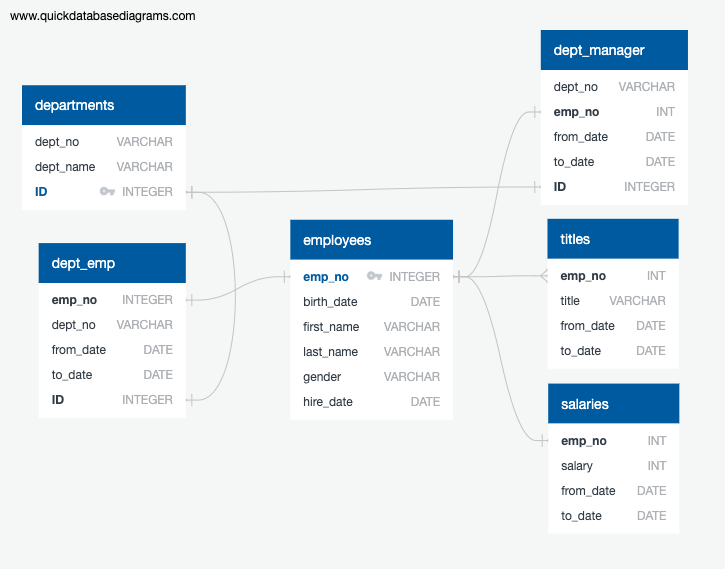 www.quickdatabasediagrams.com
departments
dept_no VARCHAR
dept_name VARCHAR
ID INTEGER
dept_emp
emp_no INTEGER
dept_no VARCHAR
from_date DATE
to_date DATE
ID INTEGER
employees
emp_no INTEGER
birth_date DATE
first_name VARCHAR
last_name VARCHAR
gender VARCHAR
hire_date DATE
dept_manager
dept_no VARCHAR
emp_no INT
from_date DATE
to_date DATE
ID INTEGER
titles
emp_no INT
title VARCHAR
from_date DATE
to_date DATE
salaries
emp_no INT
salary INT
from_date DATE
to_date DATE